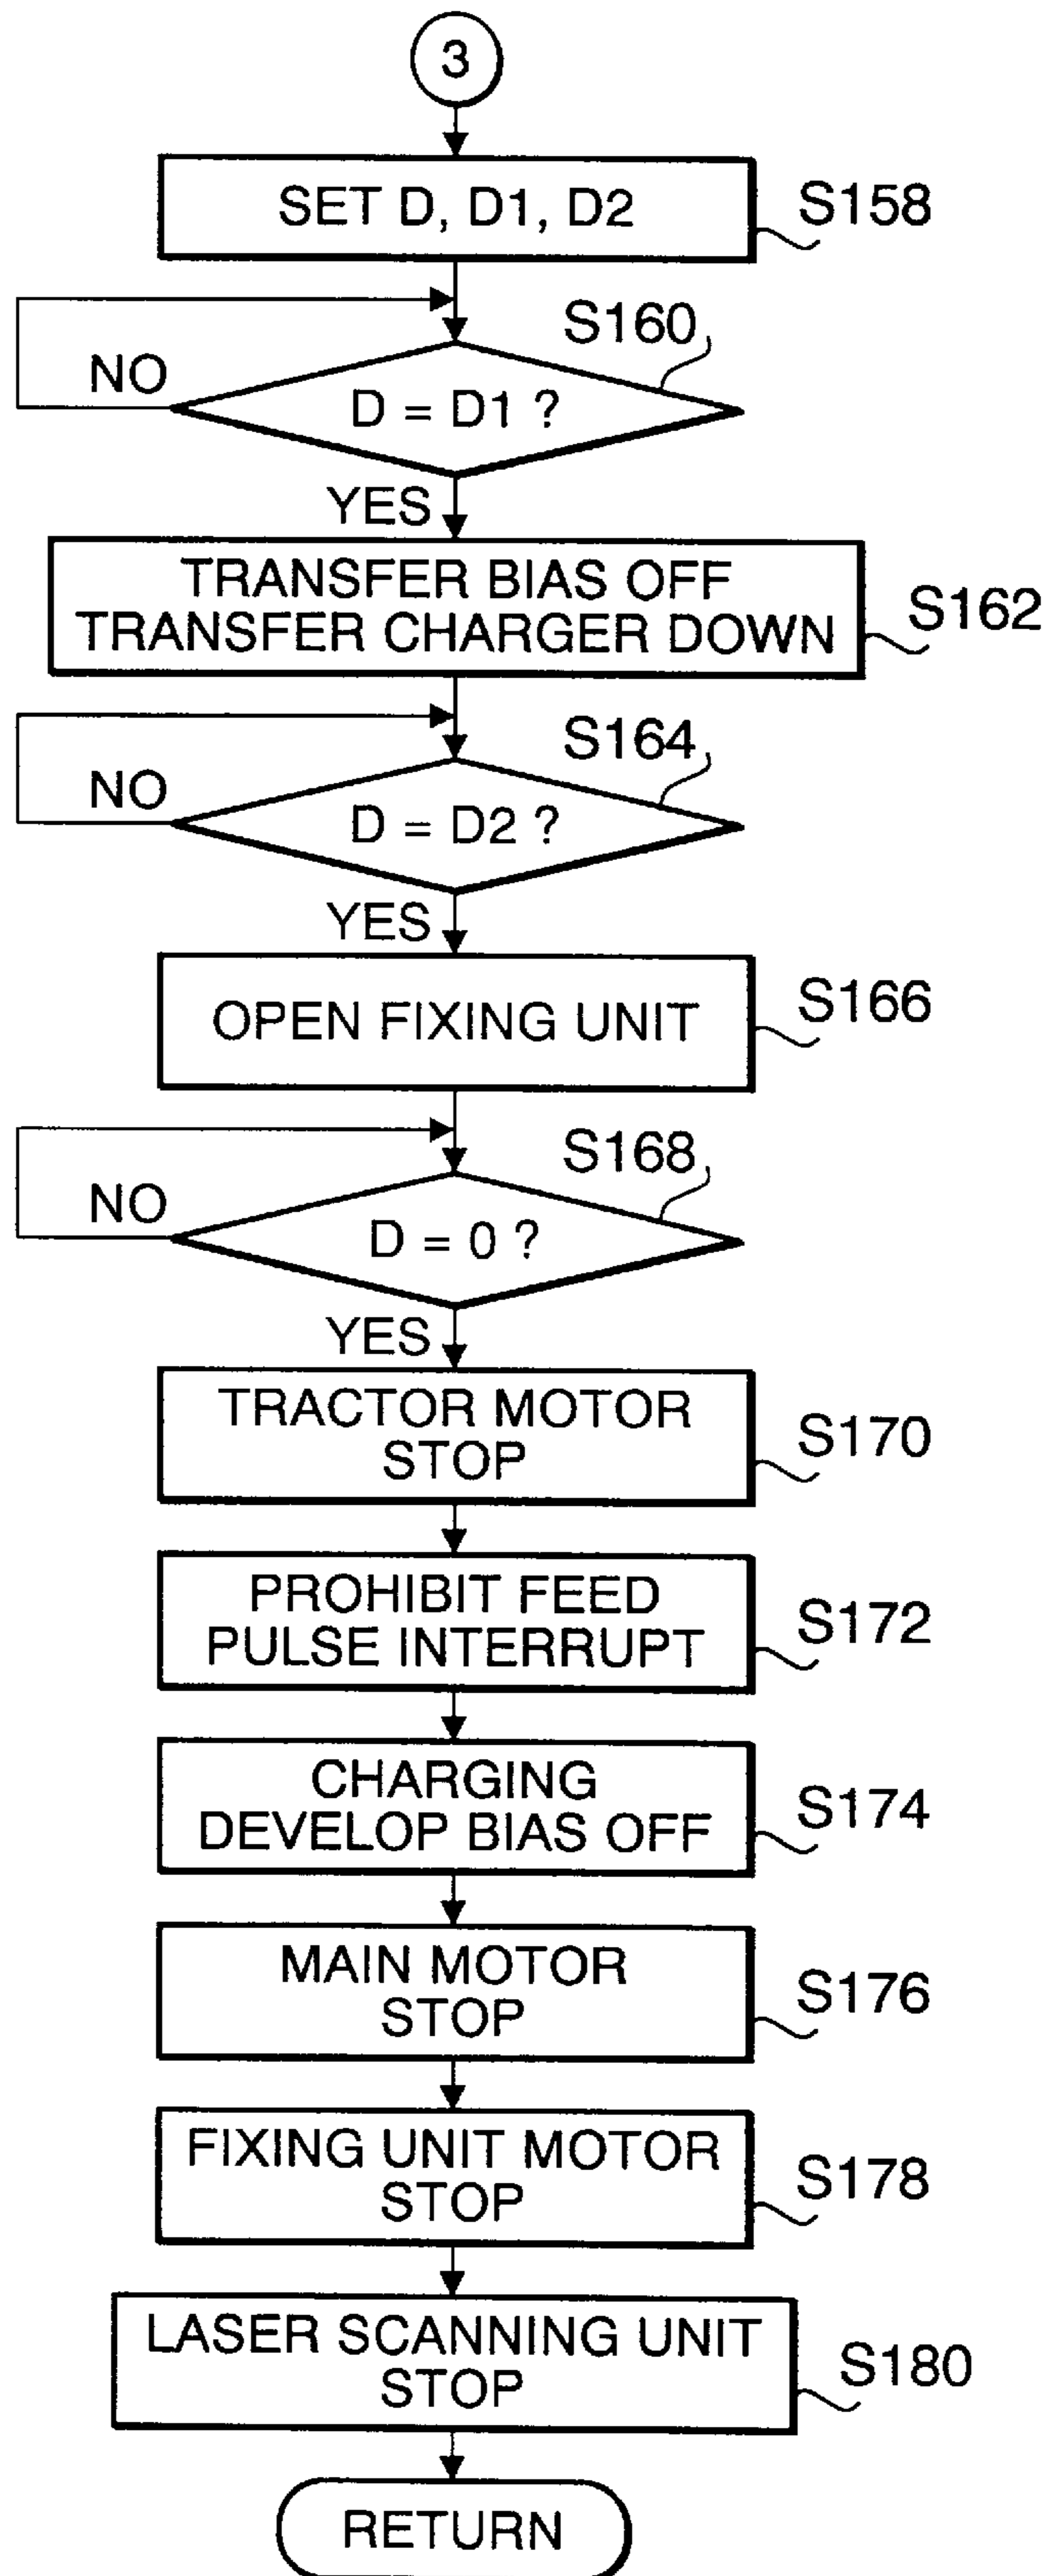 3
SET D, D1, D2
S158
S160
NO
D = D1 ?
YES
TRANSFER BIAS OFF
TRANSFER CHARGER DOWN
S162
S164
NO
D = D2 ?
YES
OPEN FIXING UNIT
S166
S168
NO
D = 0 ?
YES
TRACTOR MOTOR
STOP
S170
PROHIBIT FEED
PULSE INTERRUPT
S172
CHARGING
DEVELOP BIAS OFF
S174
MAIN MOTOR
STOP
S176
FIXING UNIT MOTOR
STOP
S178
LASER SCANNING UNIT
STOP
S180
RETURN